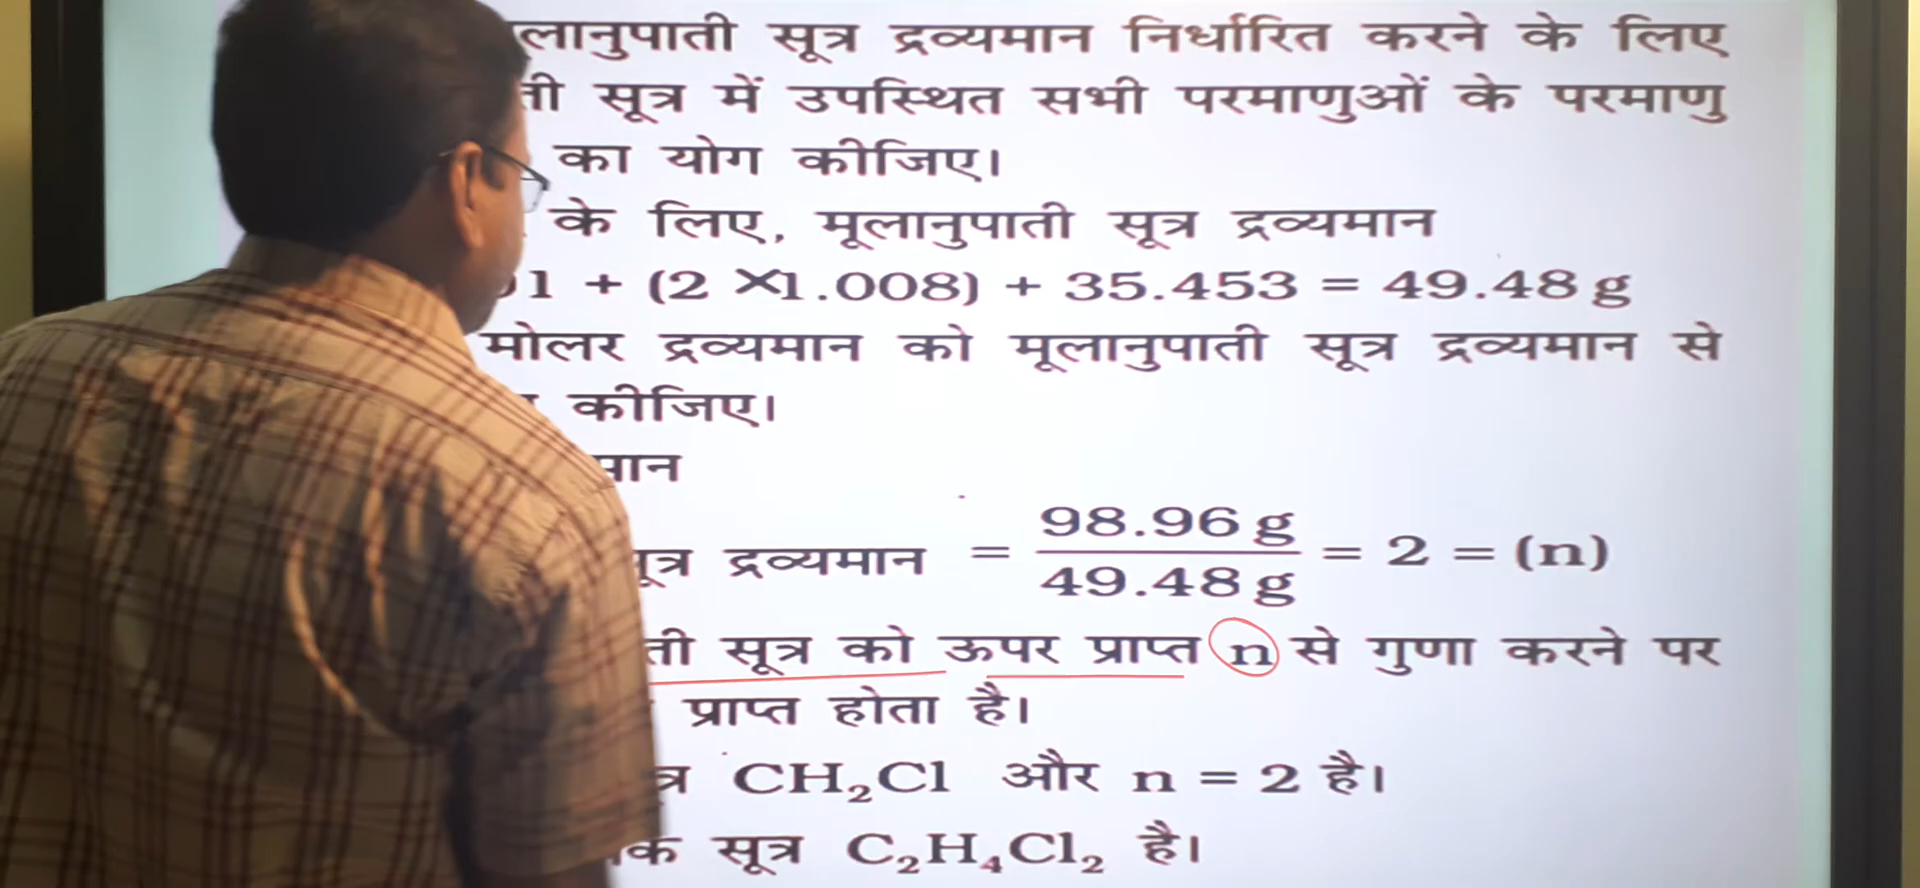 सूत्र द्रव्यमान निर्धारित करने के लिए
सूत्र में उपस्थित सभी परमाणुओं के परमाणु
का योग कीजिए।
के लिए, मूलानुपाती सूत्र द्रव्यमान
1 + (2 ×1.008) + 35.453 = 49.48 g
मोलर द्रव्यमान को मूलानुपाती सूत्र द्रव्यमान से
कीजिए।
द्रव्यमान = 98.96 g / 49.48 g = 2 = (n)
सूत्र को ऊपर प्राप्त n से गुणा करने पर
प्राप्त होता है।
CH₂Cl और n = 2 है।
सूत्र C₂H₄Cl₂ है।